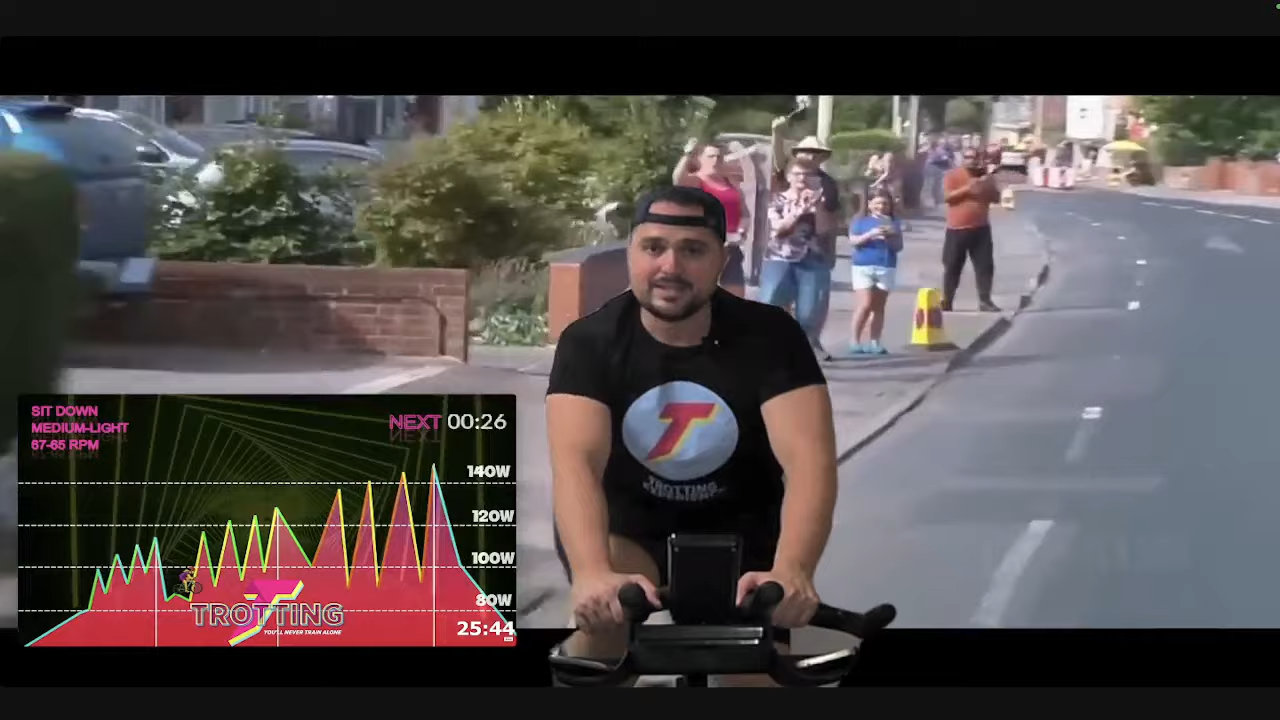 SIT DOWN
MEDIUM-LIGHT
67-65 RPM
NEXT 00:26
140W
120W
100W
80W
TROTTING
YOU'LL NEVER TRAIN ALONE
25:44
T
TROTTING